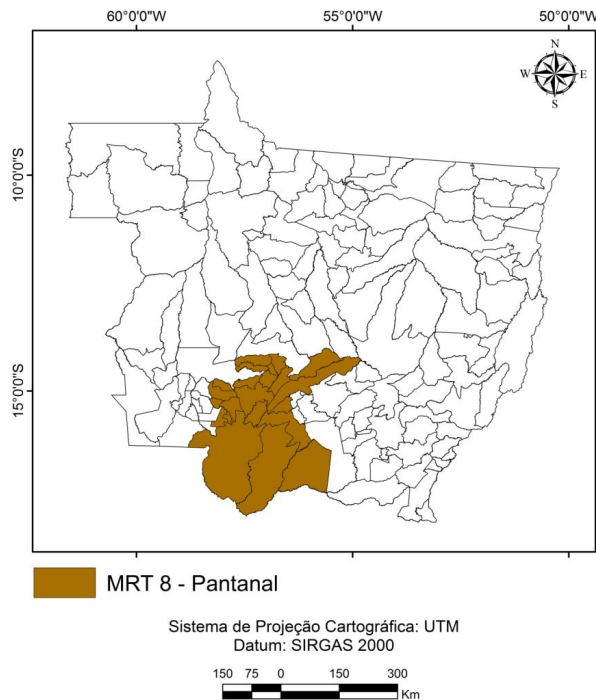 60°0'0"W 55°0'0"W 50°0'0"W
N
W E
S
10°0'0"S
15°0'0"S
MRT 8 - Pantanal
Sistema de Projeção Cartográfica: UTM
Datum: SIRGAS 2000
150 75 0 150 300
Km